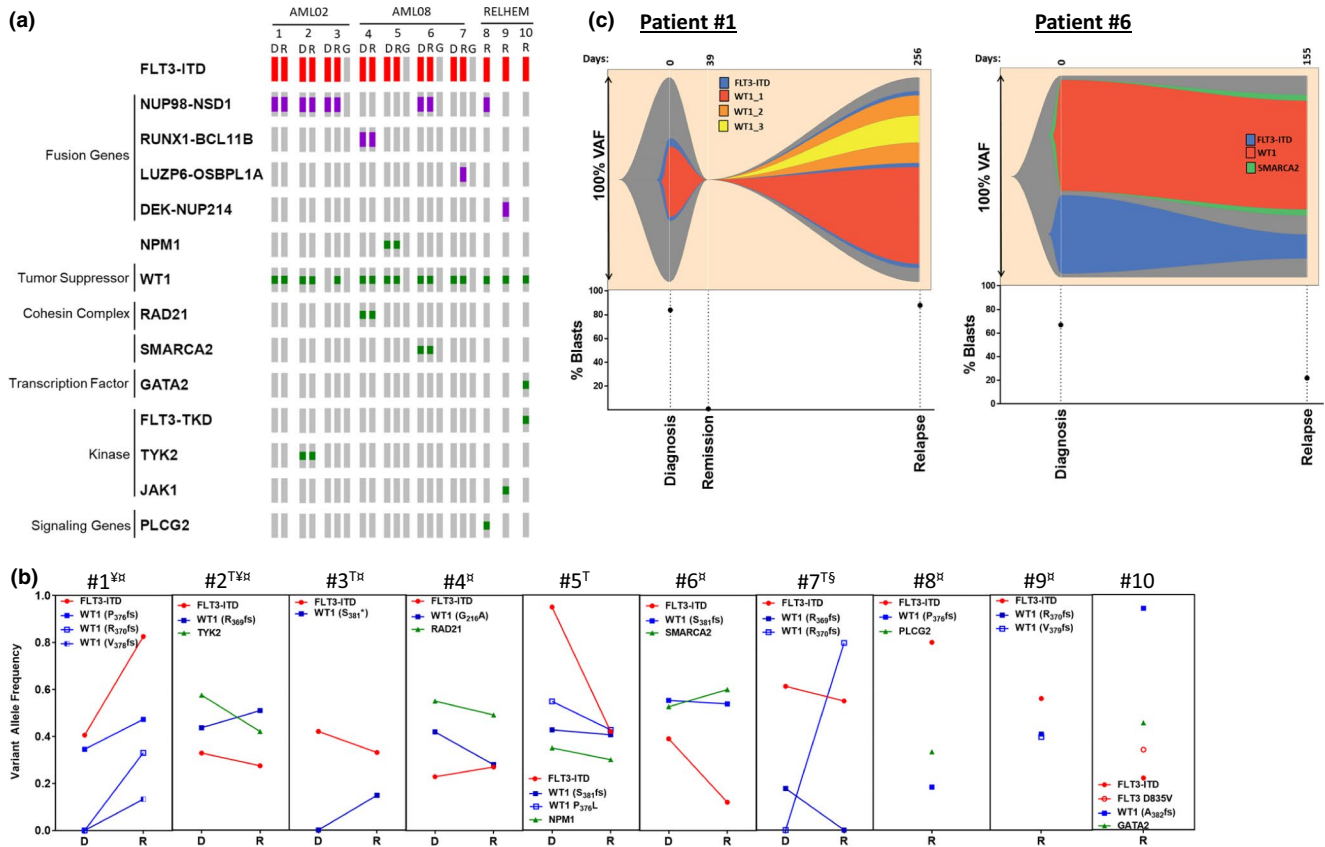 (a)
AML02 AML08 RELHEM
1 2 3 4 5 6 7 8 9 10
D R D R D R G D R D R G D R G D R G R R R
FLT3-ITD
Fusion Genes
NUP98-NSD1
RUNX1-BCL11B
LUZP6-OSBPL1A
DEK-NUP214
NPM1
Tumor Suppressor WT1
Cohesin Complex RAD21
SMARCA2
Transcription Factor GATA2
Kinase
FLT3-TKD
TYK2
JAK1
Signaling Genes PLCG2
(c)
Patient #1
Days: 0 39 256
FLT3-ITD
WT1_1
WT1_2
WT1_3
100% VAF
% Blasts
100
80
60
40
20
Diagnosis
Remission
Relapse
Patient #6
Days: 0 155
FLT3-ITD
WT1
SMARCA2
100% VAF
% Blasts
100
80
60
40
20
Diagnosis
Relapse
(b)
Variant Allele Frequency
1.0
0.8
0.6
0.4
0.2
0.0
#1¥¤
FLT3-ITD
WT1 (P376fs)
WT1 (R370fs)
WT1 (V378fs)
D R
#2T¥¤
FLT3-ITD
WT1 (R369fs)
TYK2
D R
#3T¤
FLT3-ITD
WT1 (S381*)
D R
#4¤
FLT3-ITD
WT1 (G216A)
RAD21
D R
#5T
FLT3-ITD
WT1 (S381fs)
WT1 P376L
NPM1
D R
#6¤
FLT3-ITD
WT1 (S381fs)
SMARCA2
D R
#7T§
FLT3-ITD
WT1 (R369fs)
WT1 (R370fs)
D R
#8¤
FLT3-ITD
WT1 (P376fs)
PLCG2
R
#9¤
FLT3-ITD
WT1 (R370fs)
WT1 (V379fs)
R
#10
FLT3-ITD
FLT3 D835V
WT1 (A382fs)
GATA2
R